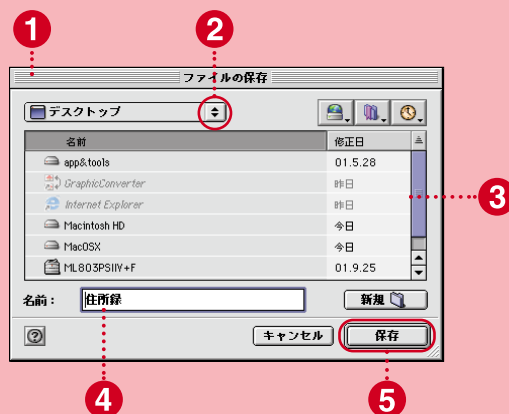 1 2
ファイルの保存
デスクトップ
名前 修正日
app&tools 01.5.28
GraphicConverter 昨日
Internet Explorer 昨日
3
Macintosh HD 今日
MacOSX 今日
ML803PSIIV+F 01.9.25
名前： 住所録 新規
? キャンセル 保存
4 5